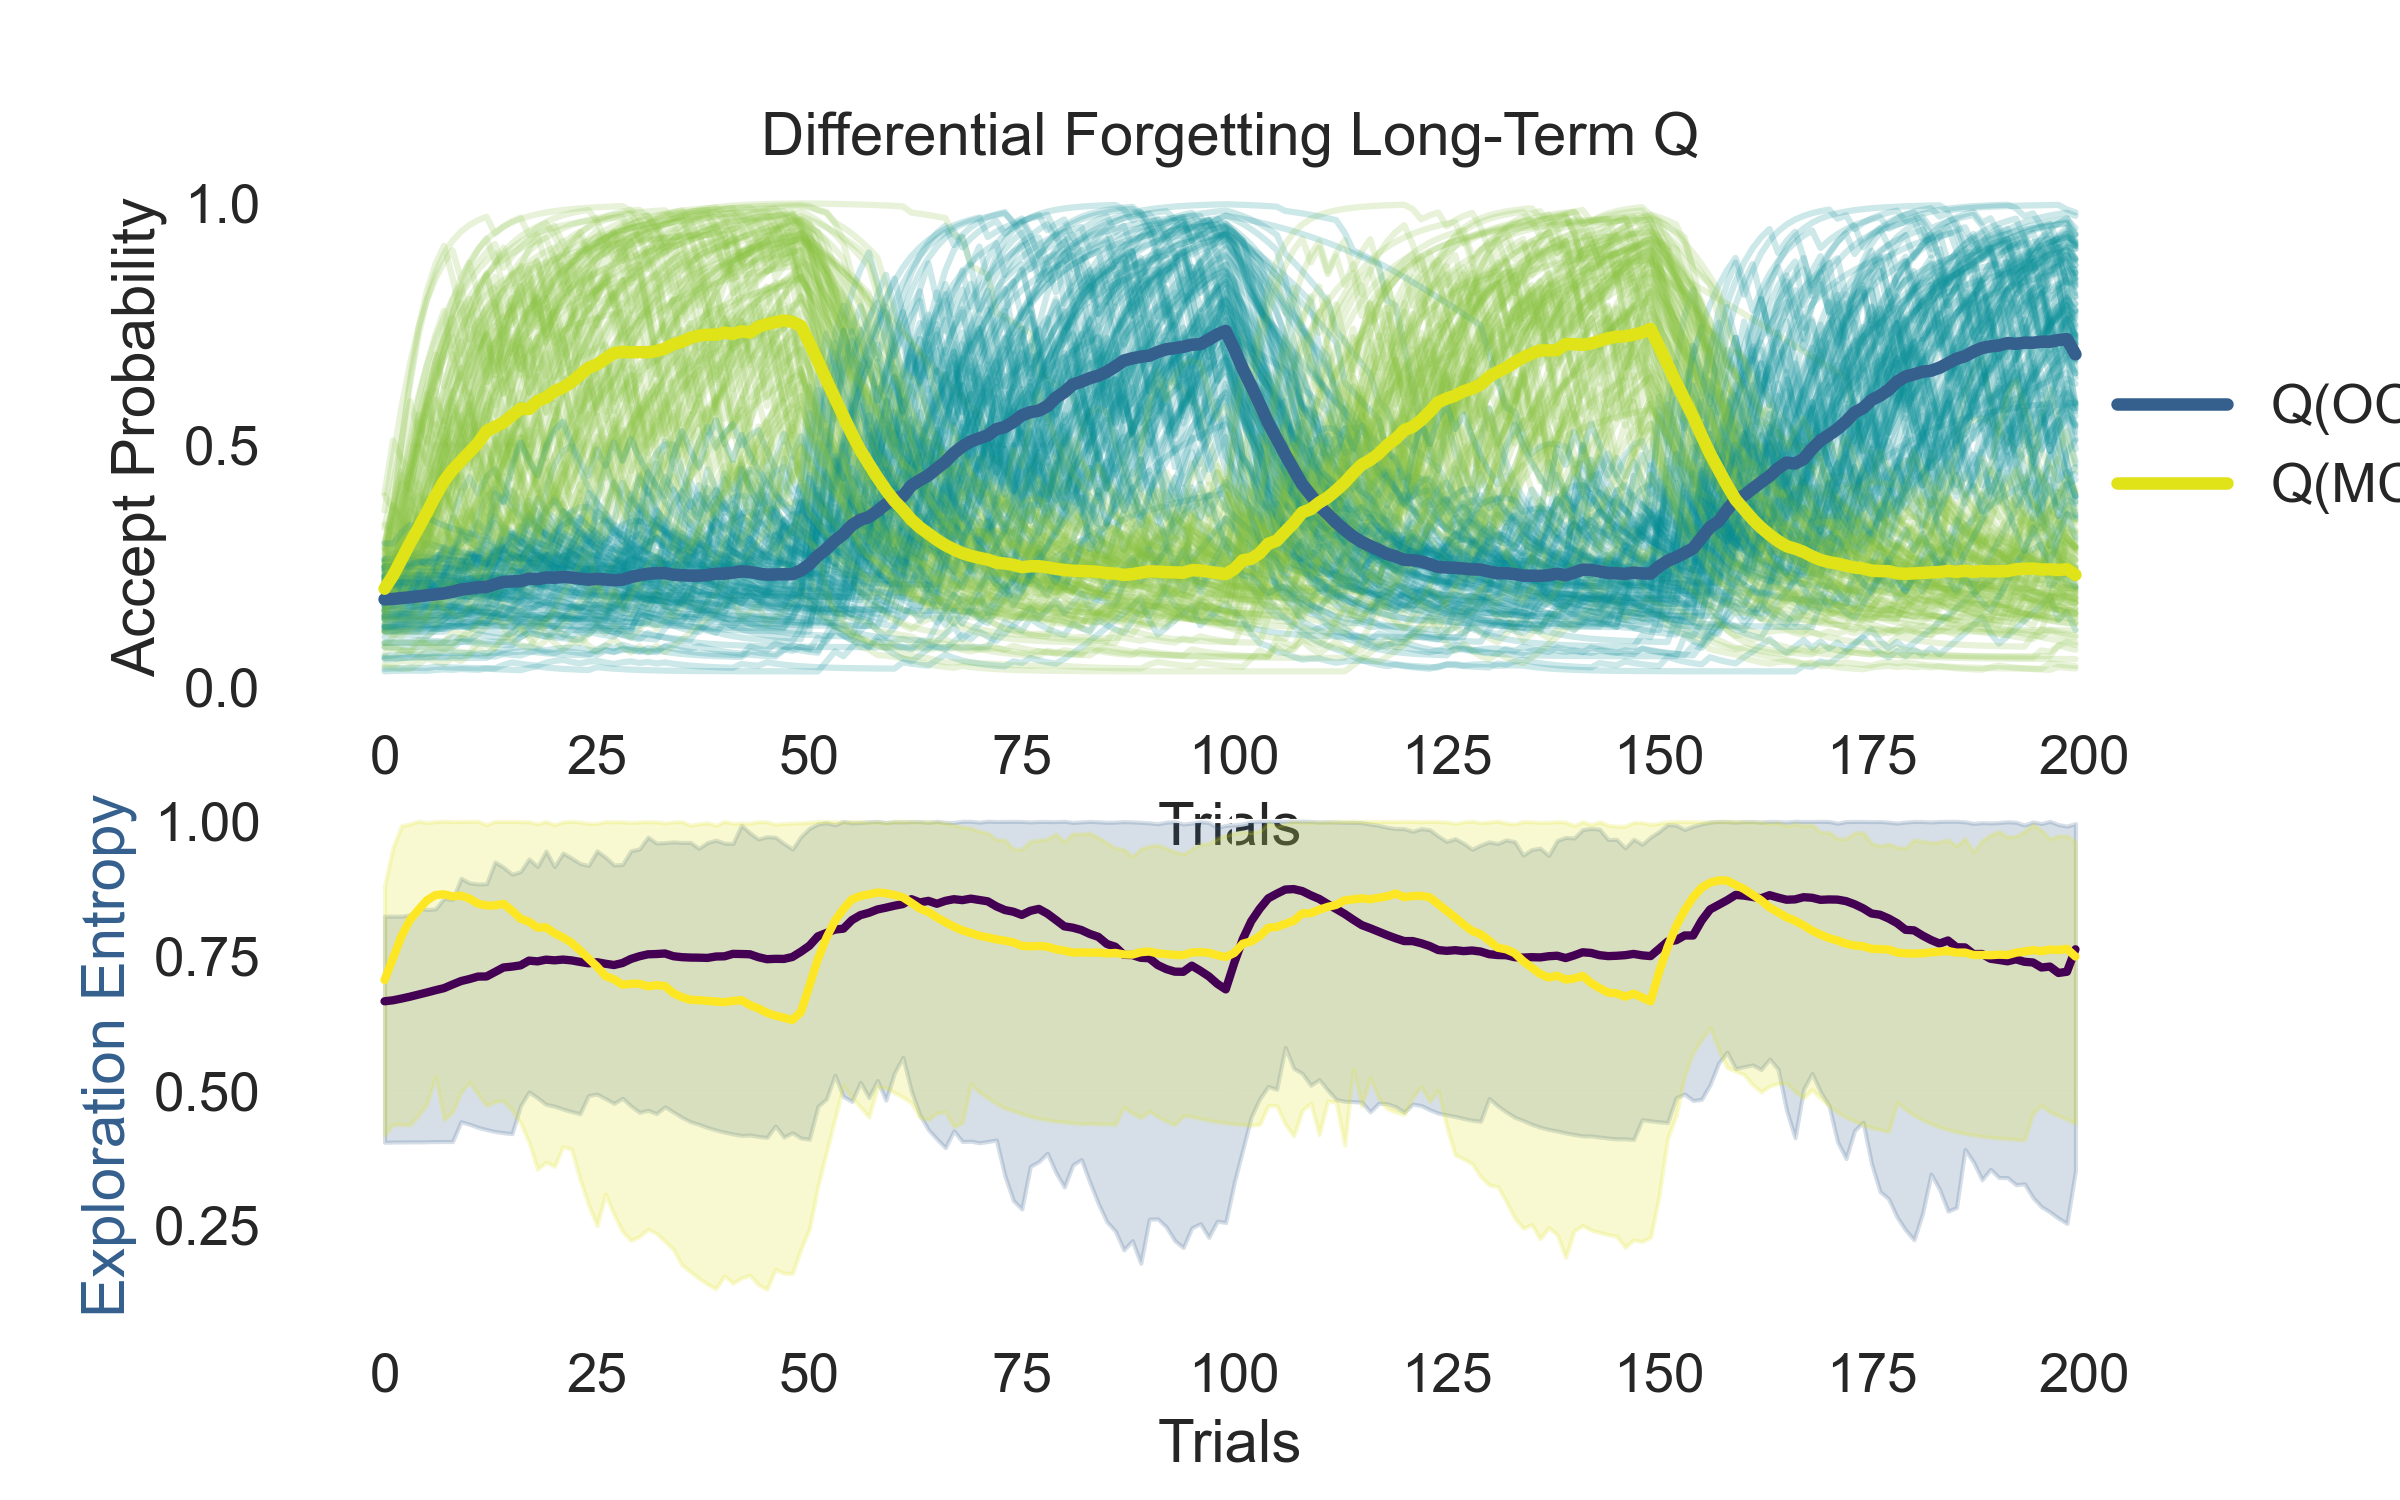 Differential Forgetting Long-Term Q
Accept Probability
1.0
0.5
0.0
0 25 50 75 100 125 150 175 200
Trials
Q(OC
Q(MC
Exploration Entropy
1.00
0.75
0.50
0.25
0 25 50 75 100 125 150 175 200
Trials